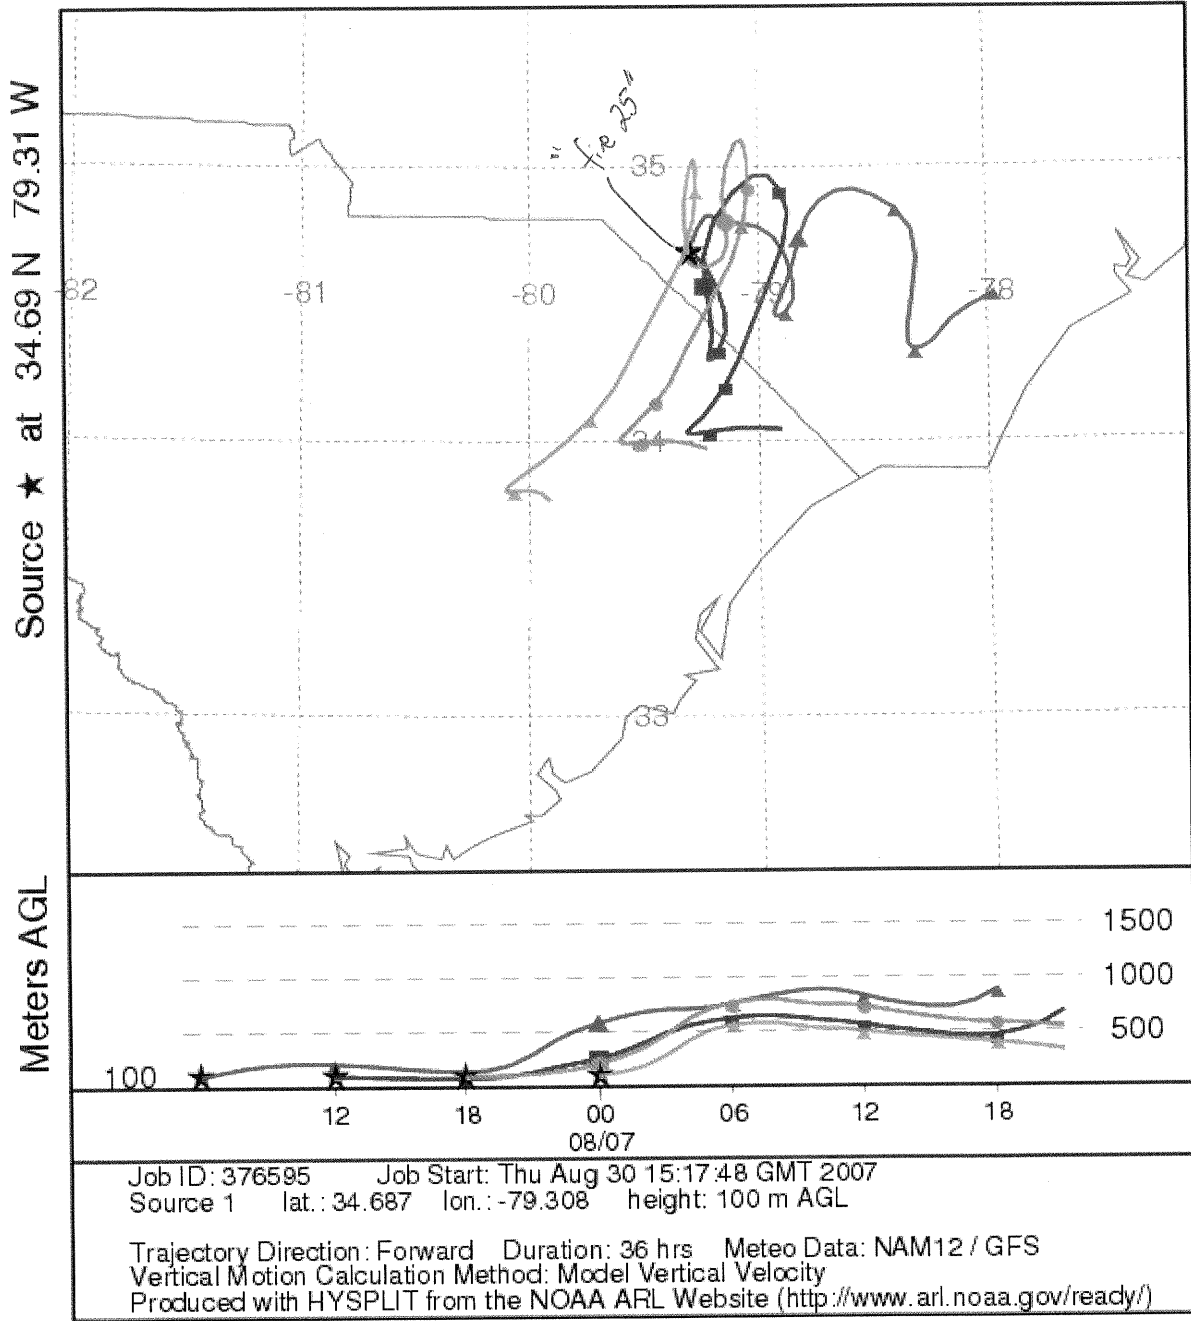 Source ★ at 34.69 N 79.31 W
"fire 25"
35
-82 -81 -80 -79 -78
34
33
Meters AGL
1500
1000
500
100
12 18 00 06 12 18
08/07
Job ID: 376595 Job Start: Thu Aug 30 15:17:48 GMT 2007
Source 1 lat.: 34.687 lon.: -79.308 height: 100 m AGL
Trajectory Direction: Forward Duration: 36 hrs Meteo Data: NAM12 / GFS
Vertical Motion Calculation Method: Model Vertical Velocity
Produced with HYSPLIT from the NOAA ARL Website (http://www.arl.noaa.gov/ready/)